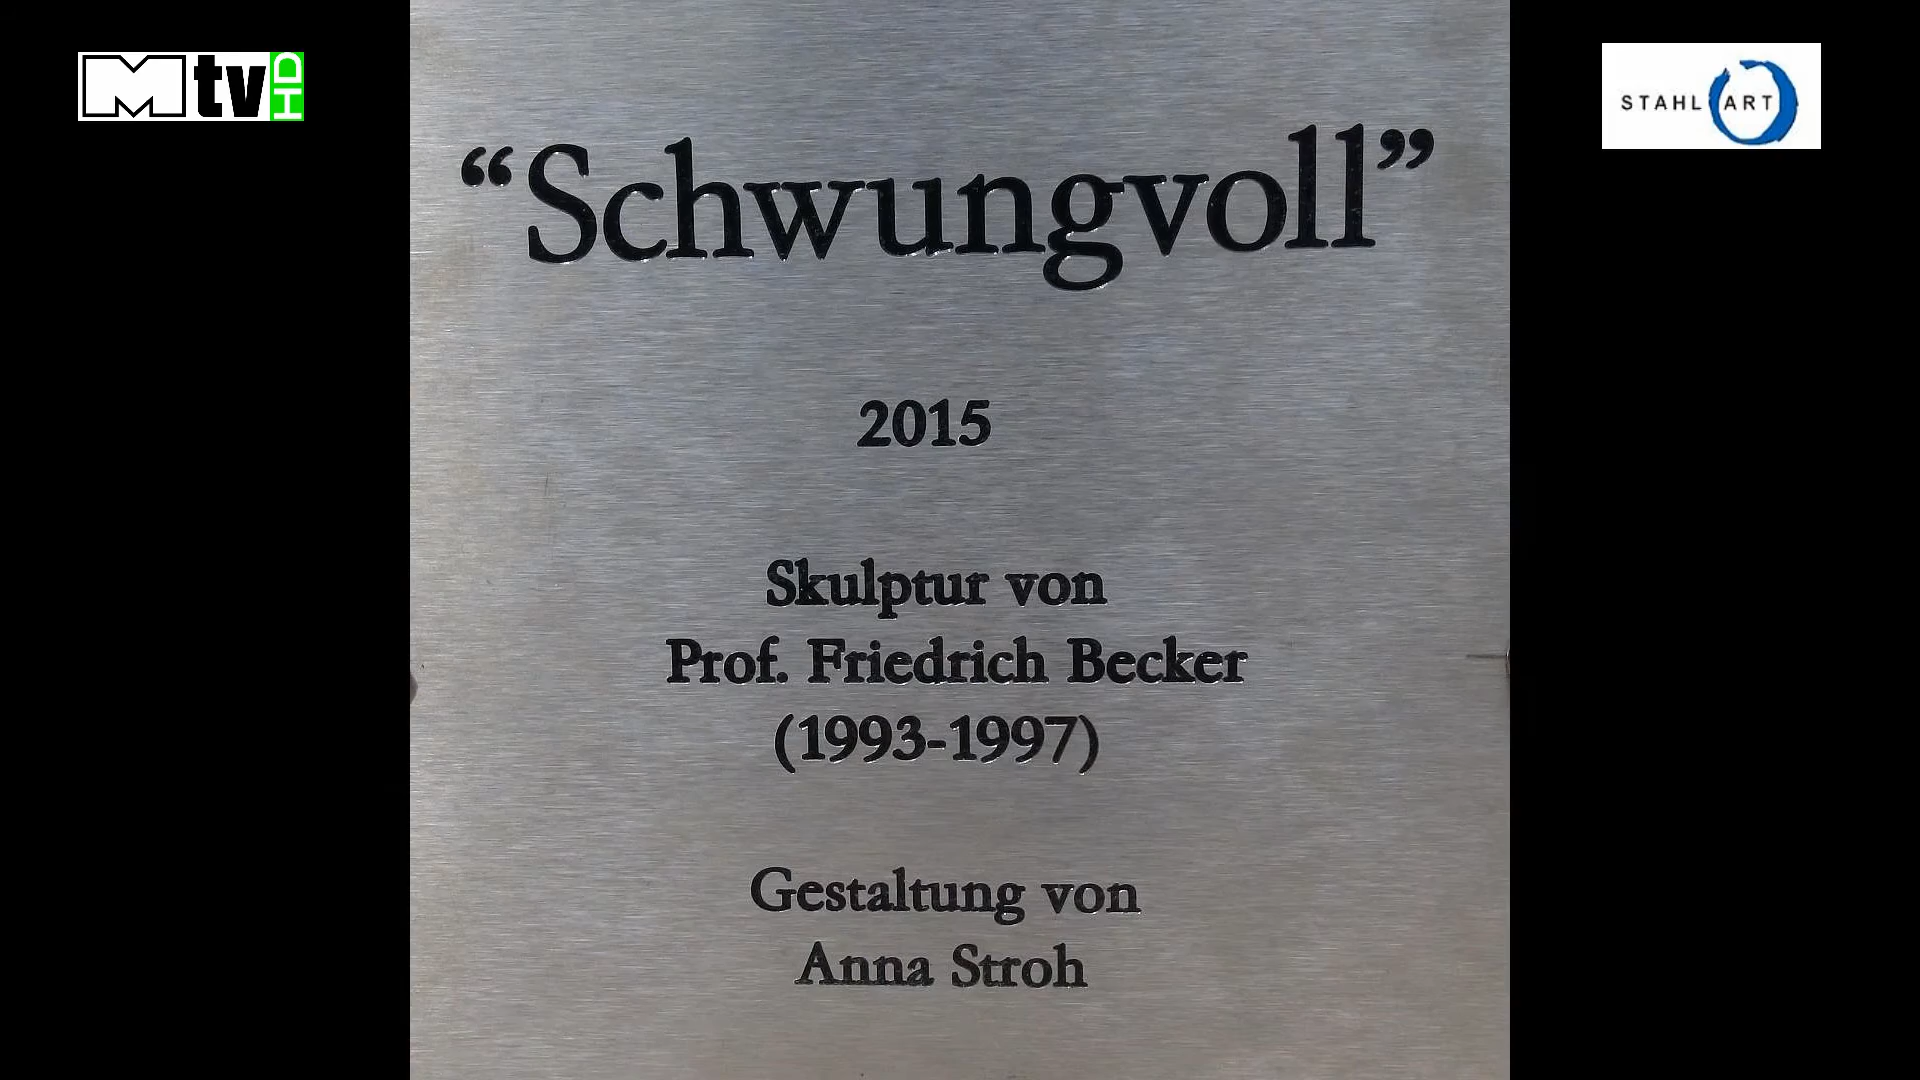 Mtv HD
STAHL ART
“Schwungvoll”
2015
Skulptur von
Prof. Friedrich Becker
(1993-1997)
Gestaltung von
Anna Stroh